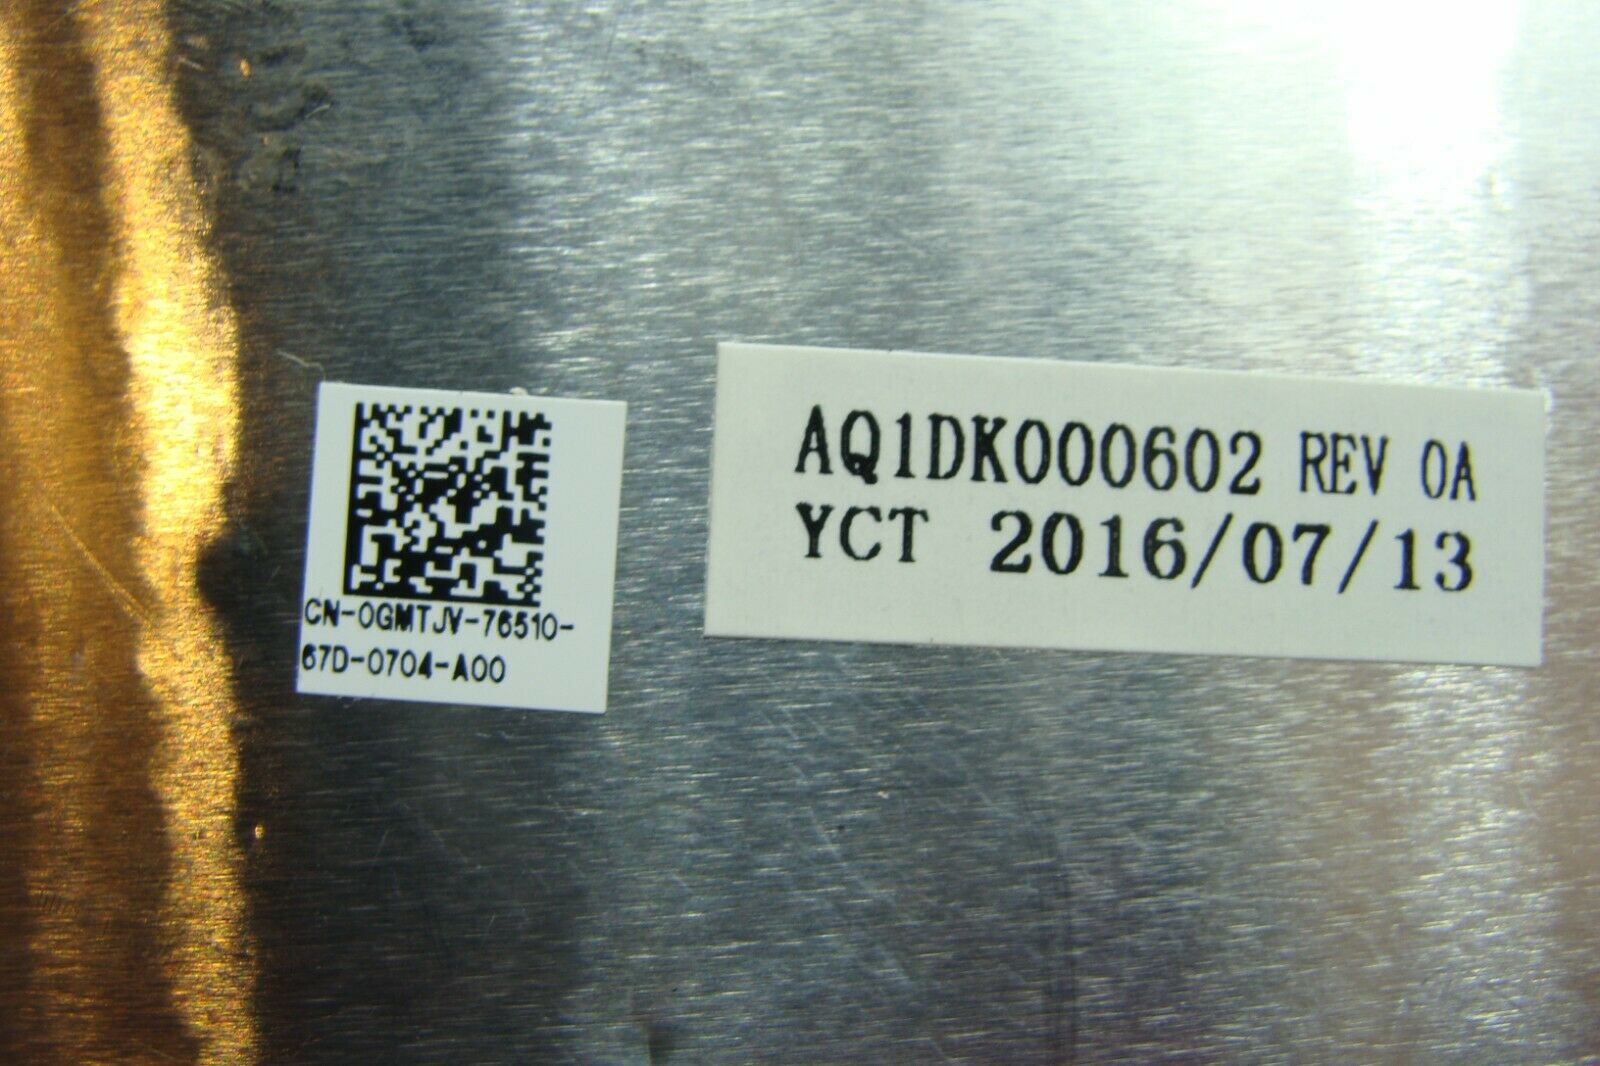 CN-0GMTJV-76510-
67D-0704-A00
AQ1DK000602 REV 0A
YCT 2016/07/13